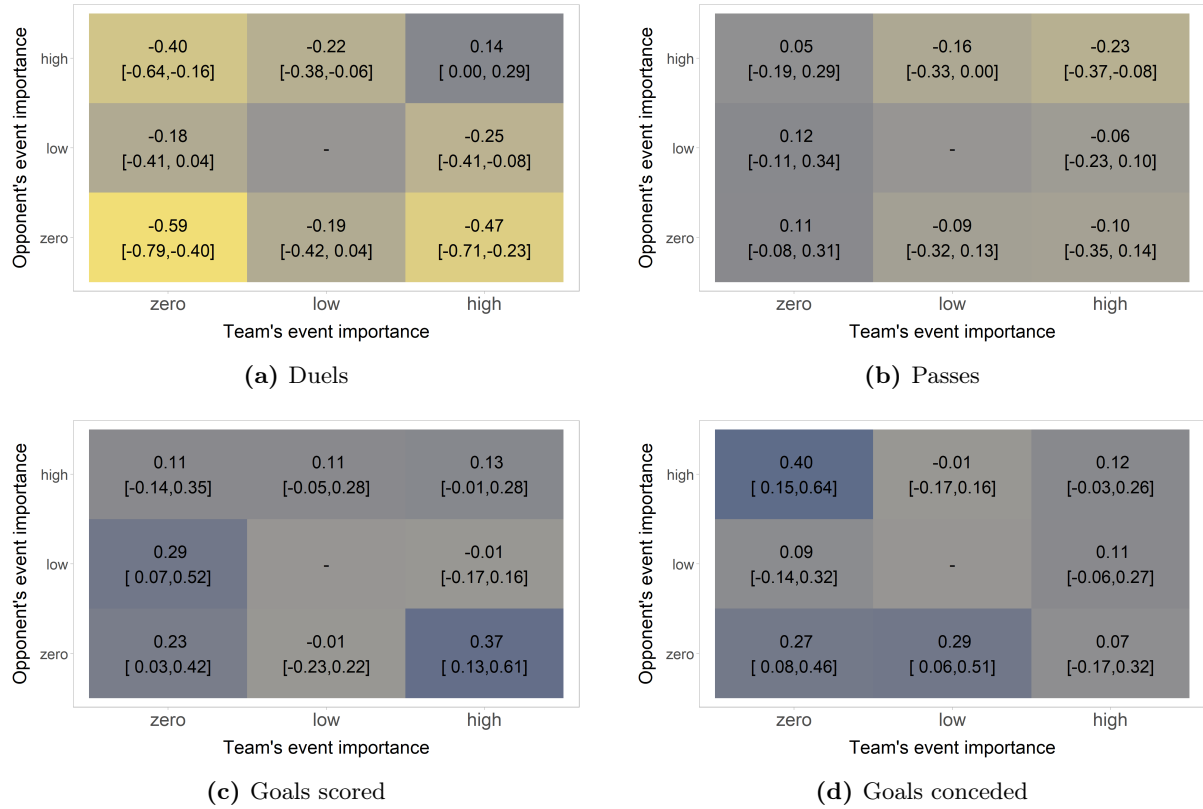 Opponent's event importance
high
low
zero
-0.40
[-0.64,-0.16]
-0.22
[-0.38,-0.06]
0.14
[ 0.00, 0.29]
-0.18
[-0.41, 0.04]
-
-0.25
[-0.41,-0.08]
-0.59
[-0.79,-0.40]
-0.19
[-0.42, 0.04]
-0.47
[-0.71,-0.23]
zero
low
high
Team's event importance
(a) Duels
Opponent's event importance
high
low
zero
0.05
[-0.19, 0.29]
-0.16
[-0.33, 0.00]
-0.23
[-0.37,-0.08]
0.12
[-0.11, 0.34]
-
-0.06
[-0.23, 0.10]
0.11
[-0.08, 0.31]
-0.09
[-0.32, 0.13]
-0.10
[-0.35, 0.14]
zero
low
high
Team's event importance
(b) Passes
Opponent's event importance
high
low
zero
0.11
[-0.14,0.35]
0.11
[-0.05,0.28]
0.13
[-0.01,0.28]
0.29
[ 0.07,0.52]
-
-0.01
[-0.17,0.16]
0.23
[ 0.03,0.42]
-0.01
[-0.23,0.22]
0.37
[ 0.13,0.61]
zero
low
high
Team's event importance
(c) Goals scored
Opponent's event importance
high
low
zero
0.40
[ 0.15,0.64]
-0.01
[-0.17,0.16]
0.12
[-0.03,0.26]
0.09
[-0.14,0.32]
-
0.11
[-0.06,0.27]
0.27
[ 0.08,0.46]
0.29
[ 0.06,0.51]
0.07
[-0.17,0.32]
zero
low
high
Team's event importance
(d) Goals conceded